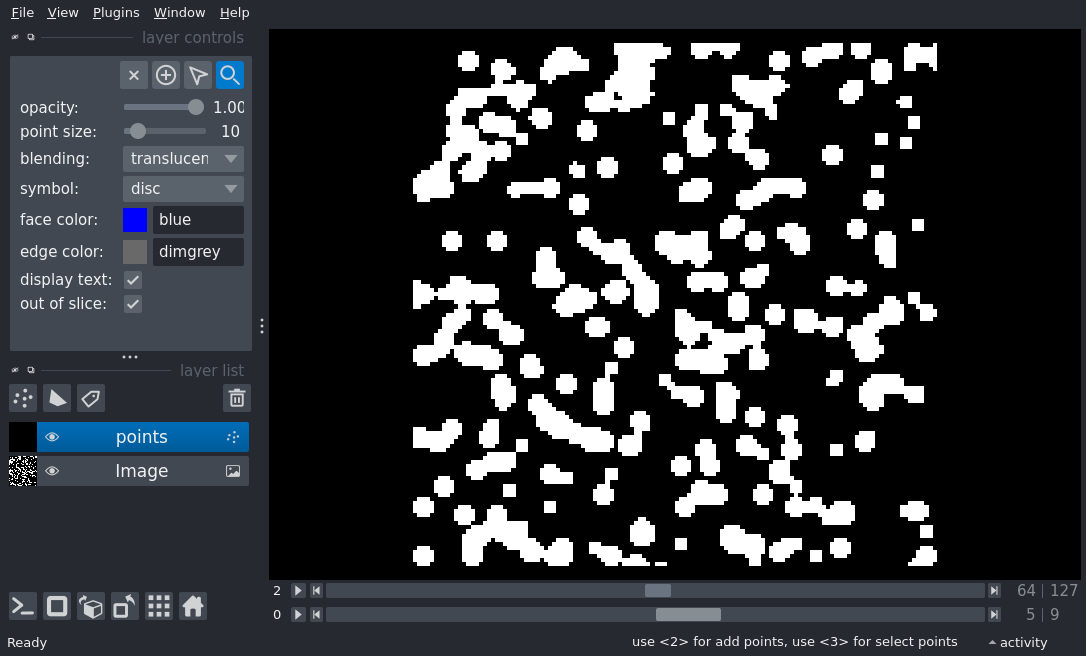 File View Plugins Window Help
layer controls
opacity: 1.00
point size: 10
blending: translucen
symbol: disc
face color: blue
edge color: dimgrey
display text:
out of slice:
layer list
points
Image
2 64 127
0 5 9
Ready use <2> for add points, use <3> for select points activity